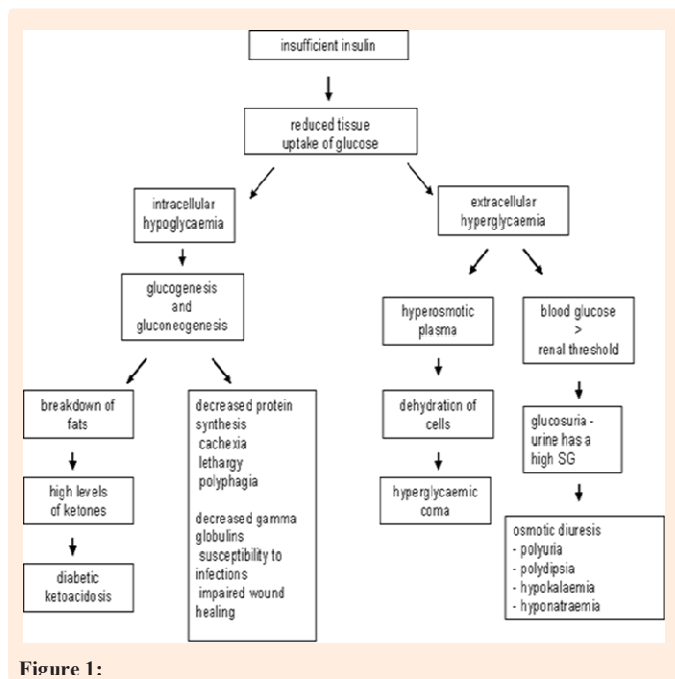 insufficient insulin
reduced tissue
uptake of glucose
intracellular
hypoglycaemia
extracellular
hyperglycaemia
glucogenesis
and
gluconeogenesis
hyperosmotic
plasma
blood glucose
>
renal threshold
breakdown of
fats
decreased protein
synthesis
cachexia
lethargy
polyphagia
decreased gamma
globulins
susceptibility to
infections
impaired wound
healing
dehydration of
cells
glucosuria -
urine has a
high SG
high levels
of ketones
hyperglycaemic
coma
diabetic
ketoacidosis
osmotic diuresis
- polyuria
- polydipsia
- hypokalaemia
- hyponatraemia
Figure 1: